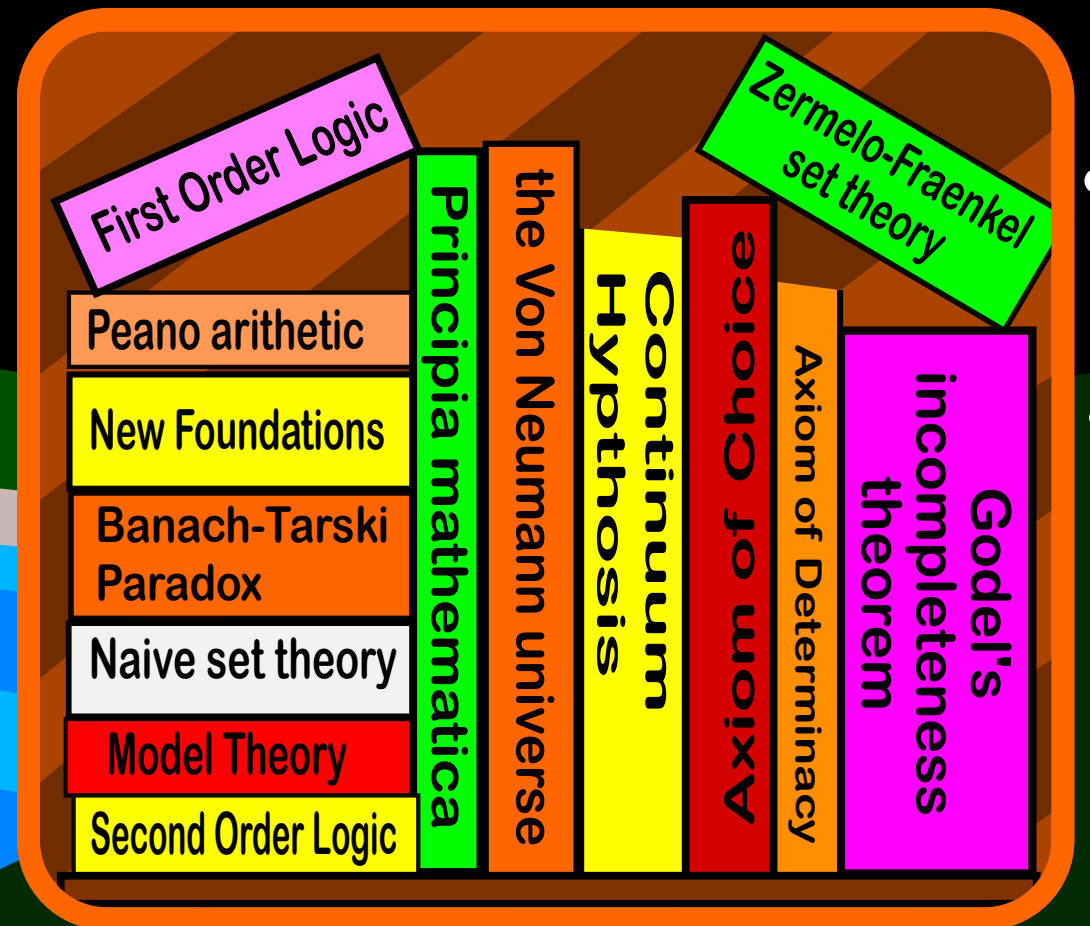 First Order Logic
Peano arithetic
New Foundations
Banach-Tarski
Paradox
Naive set theory
Model Theory
Second Order Logic
Principia mathematica
the Von Neumann universe
Continuum
Hypthosis
Axiom of Choice
Axiom of Determinacy
Zermelo-Fraenkel
set theory
Godel's
incompleteness
theorem